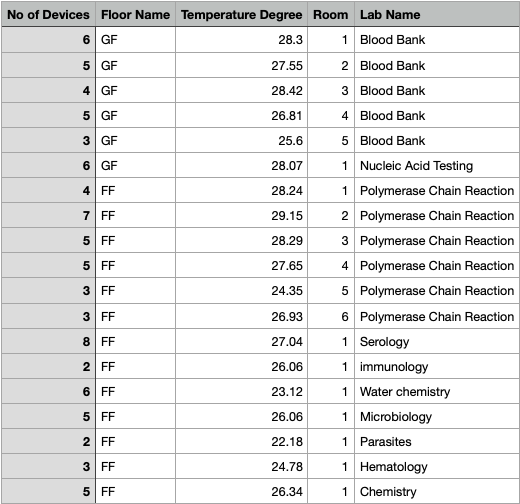 No of Devices Floor Name Temperature Degree Room Lab Name
6 GF 28.3 1 Blood Bank
5 GF 27.55 2 Blood Bank
4 GF 28.42 3 Blood Bank
5 GF 26.81 4 Blood Bank
3 GF 25.6 5 Blood Bank
6 GF 28.07 1 Nucleic Acid Testing
4 FF 28.24 1 Polymerase Chain Reaction
7 FF 29.15 2 Polymerase Chain Reaction
5 FF 28.29 3 Polymerase Chain Reaction
5 FF 27.65 4 Polymerase Chain Reaction
3 FF 24.35 5 Polymerase Chain Reaction
3 FF 26.93 6 Polymerase Chain Reaction
8 FF 27.04 1 Serology
2 FF 26.06 1 immunology
6 FF 23.12 1 Water chemistry
5 FF 26.06 1 Microbiology
2 FF 22.18 1 Parasites
3 FF 24.78 1 Hematology
5 FF 26.34 1 Chemistry